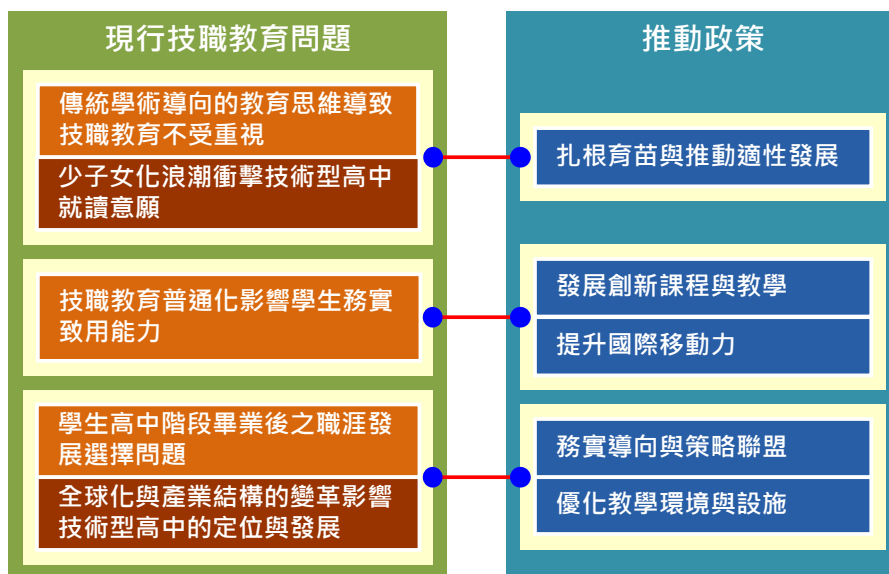 現行技職教育問題
傳統學術導向的教育思維導致
技職教育不受重視
少子女化浪潮衝擊技術型高中
就讀意願
技職教育普通化影響學生務實
致用能力
學生高中階段畢業後之職涯發
展選擇問題
全球化與產業結構的變革影響
技術型高中的定位與發展
推動政策
扎根育苗與推動適性發展
發展創新課程與教學
提升國際移動力
務實導向與策略聯盟
優化教學環境與設施